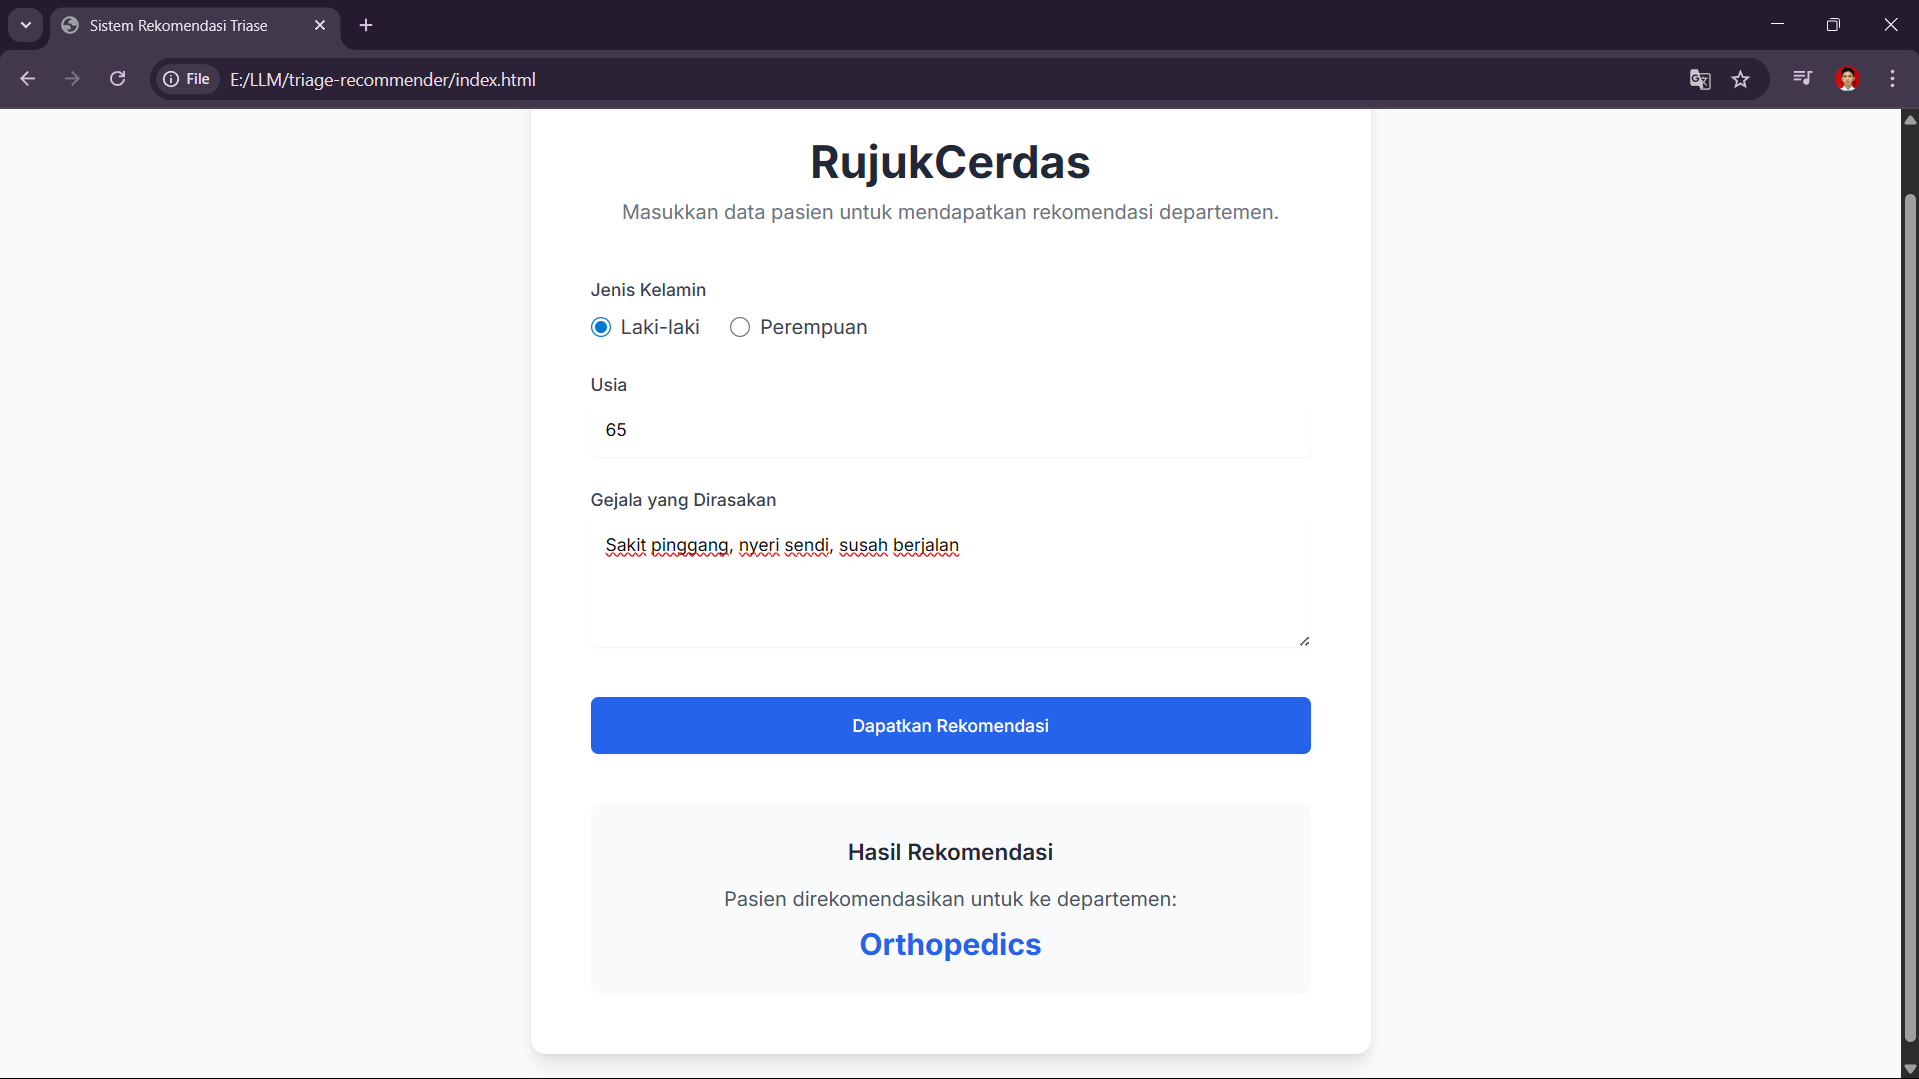 Sistem Rekomendasi Triase
File
E:/LLM/triage-recommender/index.html
RujukCerdas
Masukkan data pasien untuk mendapatkan rekomendasi departemen.
Jenis Kelamin
Laki-laki Perempuan
Usia
65
Gejala yang Dirasakan
Sakit pinggang, nyeri sendi, susah berjalan
Dapatkan Rekomendasi
Hasil Rekomendasi
Pasien direkomendasikan untuk ke departemen:
Orthopedics